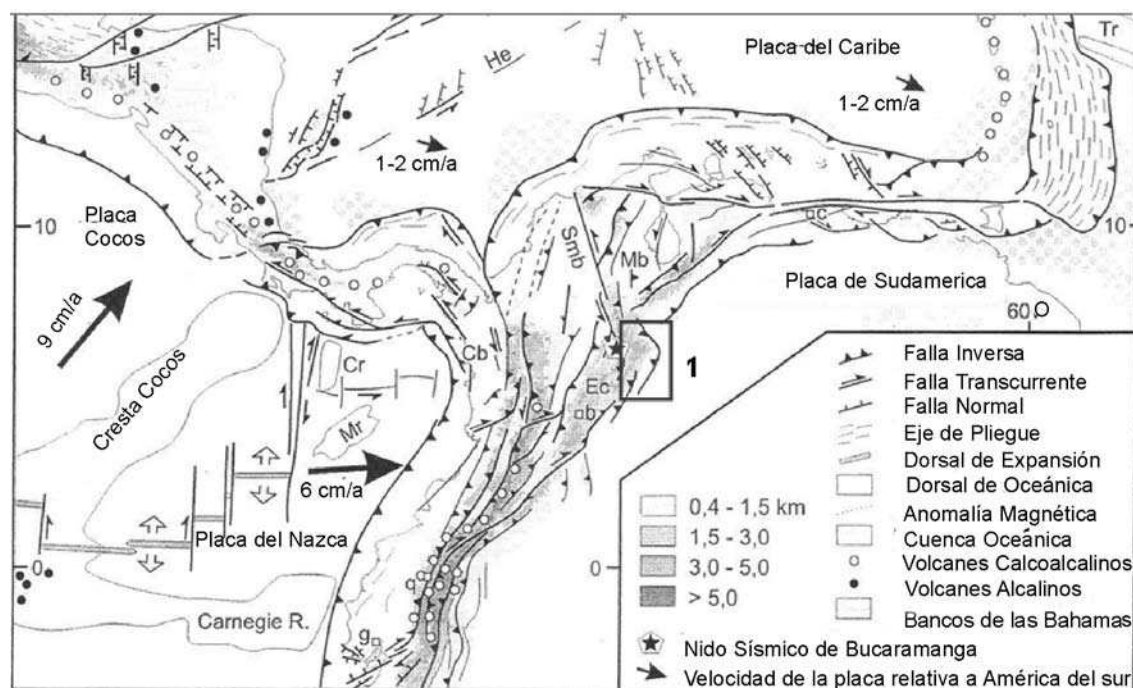 Tr
Placa del Caribe
He
1-2 cm/a
1-2 cm/a
Placa
Cocos
10
10
9 cm/a
Smb
Mb
c
Placa de Sudamerica
60
Cresta Cocos
Cr
Cb
Ec
b
1
Mr
6 cm/a
Placa del Nazca
0
0
Carnegie R.
q
g
0,4 - 1,5 km
1,5 - 3,0
3,0 - 5,0
> 5,0
Falla Inversa
Falla Transcurrente
Falla Normal
Eje de Pliegue
Dorsal de Expansión
Dorsal de Oceánica
Anomalía Magnética
Cuenca Oceánica
Volcanes Calcoalcalinos
Volcanes Alcalinos
Bancos de las Bahamas
Nido Sísmico de Bucaramanga
Velocidad de la placa relativa a América del sur